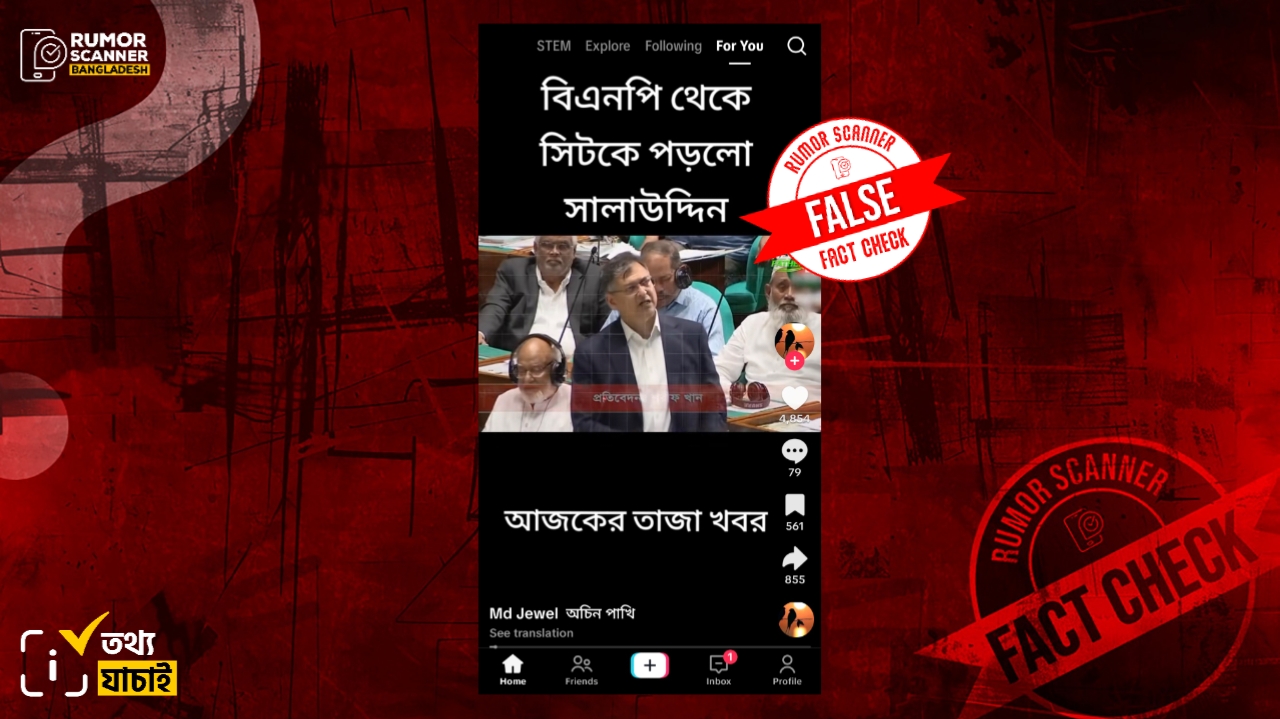 RUMOR
SCANNER
BANGLADESH
STEM Explore Following For You
বিএনপি থেকে
সিটকে পড়লো
সালাউদ্দিন
RUMOR SCANNER
FALSE
FACT CHECK
প্রতিবেদন
খান
4,854
79
561
855
আজকের তাজা খবর
Md Jewel অচিন পাখি
See translation
Home Friends 1 Inbox Profile
তথ্য
যাচাই
RUMOR SCANNER
FACT CHECK